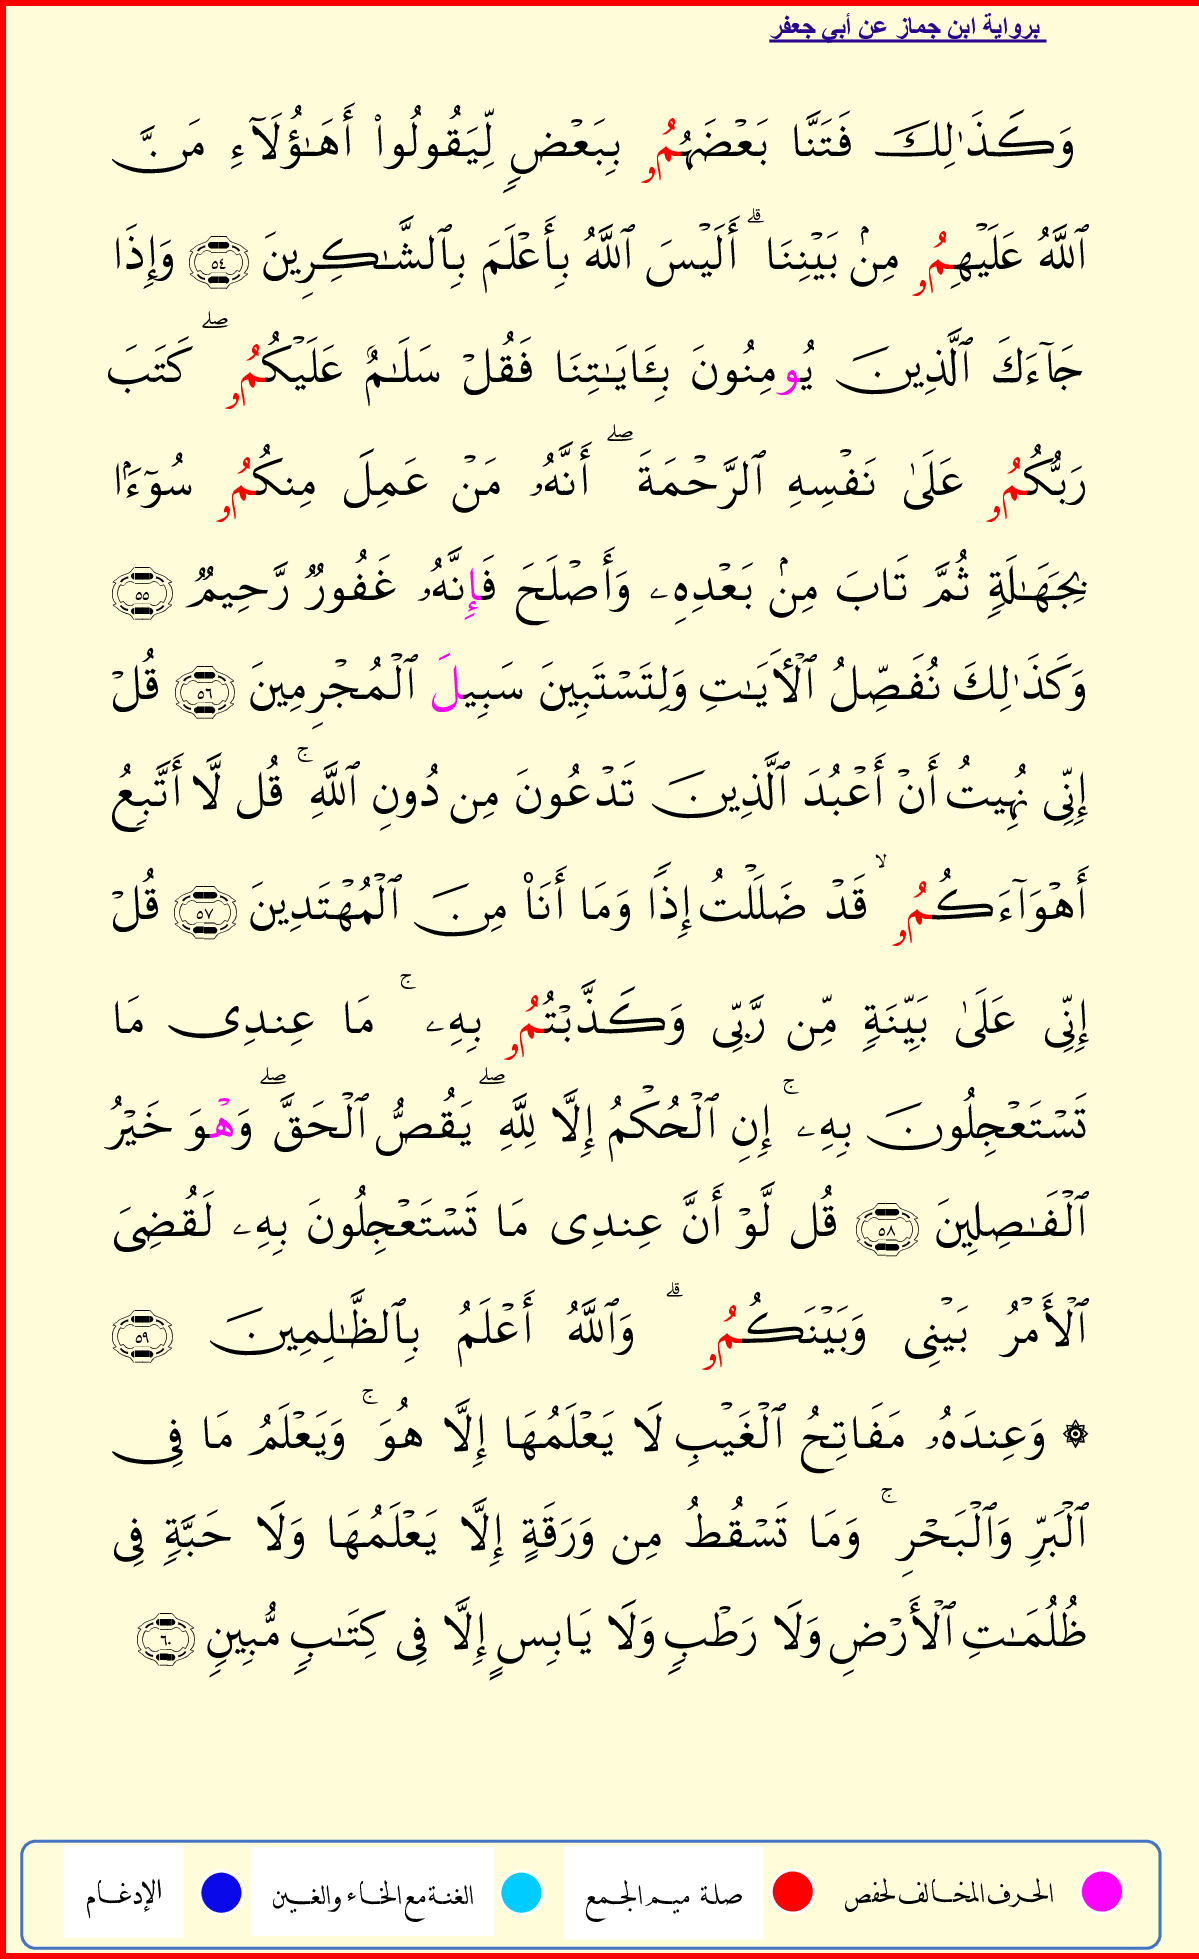 برواية ابن جماز عن أبي جعفر
وَكَذَٰلِكَ فَتَنَّا بَعْضَهُمُۥ بِبَعْضٍ لِّيَقُولُوا۟ أَهَـٰٓؤُلَآءِ مَنَّ
ٱللَّهُ عَلَيْهِمُۥ مِنۢ بَيْنِنَا ۗ أَلَيْسَ ٱللَّهُ بِأَعْلَمَ بِٱلشَّـٰكِرِينَ ٥٤ وَإِذَا
جَآءَكَ ٱلَّذِينَ يُومِنُونَ بِـَٔايَـٰتِنَا فَقُلْ سَلَـٰمٌ عَلَيْكُمُۥ ۖ كَتَبَ
رَبُّكُمُۥ عَلَىٰ نَفْسِهِ ٱلرَّحْمَةَ ۖ أَنَّهُۥ مَنْ عَمِلَ مِنكُمُۥ سُوٓءًۢا
بِجَهَـٰلَةٍ ثُمَّ تَابَ مِنۢ بَعْدِهِۦ وَأَصْلَحَ فَإِنَّهُۥ غَفُورٌ رَّحِيمٌ ٥٥
وَكَذَٰلِكَ نُفَصِّلُ ٱلْأَيَـٰتِ وَلِتَسْتَبِينَ سَبِيلَ ٱلْمُجْرِمِينَ ٥٦ قُلْ
إِنِّى نُهِيتُ أَنْ أَعْبُدَ ٱلَّذِينَ تَدْعُونَ مِن دُونِ ٱللَّهِ ۚ قُل لَّا أَتَّبِعُ
أَهْوَآءَكُمُۥ ۙ قَدْ ضَلَلْتُ إِذًا وَمَا أَنَا۠ مِنَ ٱلْمُهْتَدِينَ ٥٧ قُلْ
إِنِّى عَلَىٰ بَيِّنَةٍ مِّن رَّبِّى وَكَذَّبْتُمُۥ بِهِۦ ۚ مَا عِندِى مَا
تَسْتَعْجِلُونَ بِهِۦ ۚ إِنِ ٱلْحُكْمُ إِلَّا لِلَّهِ ۖ يَقُصُّ ٱلْحَقَّ ۖ وَهْوَ خَيْرُ
ٱلْفَـٰصِلِينَ ٥٨ قُل لَّوْ أَنَّ عِندِى مَا تَسْتَعْجِلُونَ بِهِۦ لَقُضِىَ
ٱلْأَمْرُ بَيْنِى وَبَيْنَكُمُۥ ۗ وَٱللَّهُ أَعْلَمُ بِٱلظَّـٰلِمِينَ ٥٩
۞ وَعِندَهُۥ مَفَاتِحُ ٱلْغَيْبِ لَا يَعْلَمُهَا إِلَّا هُوَ ۚ وَيَعْلَمُ مَا فِى
ٱلْبَرِّ وَٱلْبَحْرِ ۚ وَمَا تَسْقُطُ مِن وَرَقَةٍ إِلَّا يَعْلَمُهَا وَلَا حَبَّةٍ فِى
ظُلُمَـٰتِ ٱلْأَرْضِ وَلَا رَطْبٍ وَلَا يَابِسٍ إِلَّا فِى كِتَـٰبٍ مُّبِينٍ ٦٠
الحرف المخالف لحفص
صلة ميم الجمع
الغنة مع الخاء والغين
الإدغام